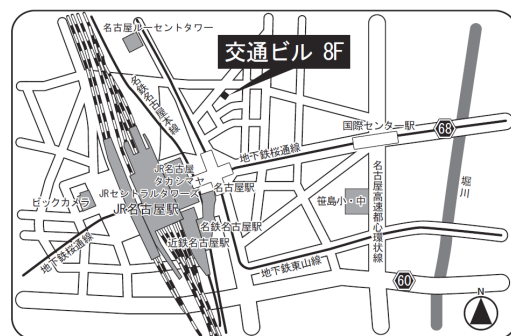 名古屋ルーセントタワー
交通ビル 8F
名鉄名古屋本線
国際センター駅
68
地下鉄桜通線
JR名古屋
タカシマヤ
JRセントラルタワーズ
名古屋駅
ビックカメラ
JR名古屋駅
笹島小・中
名古屋高速都心環状線
堀川
名鉄名古屋駅
近鉄名古屋駅
地下鉄桜通線
地下鉄東山線
60
N